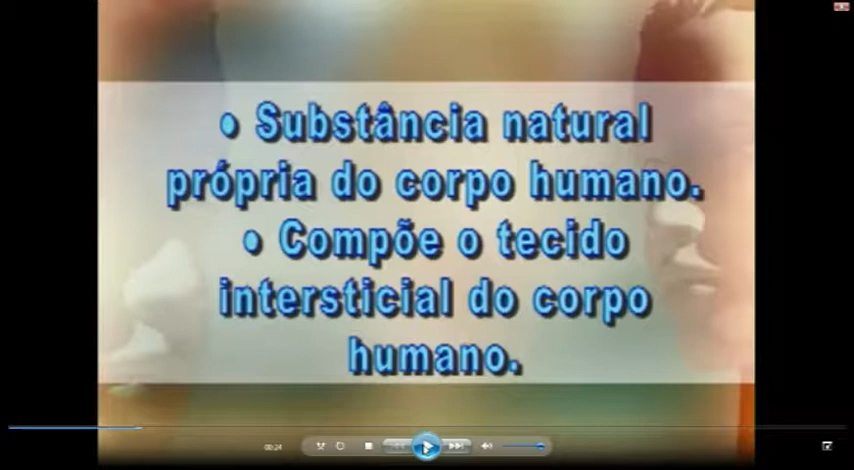 • Substância natural
própria do corpo humano.
• Compõe o tecido
intersticial do corpo
humano.
00:24